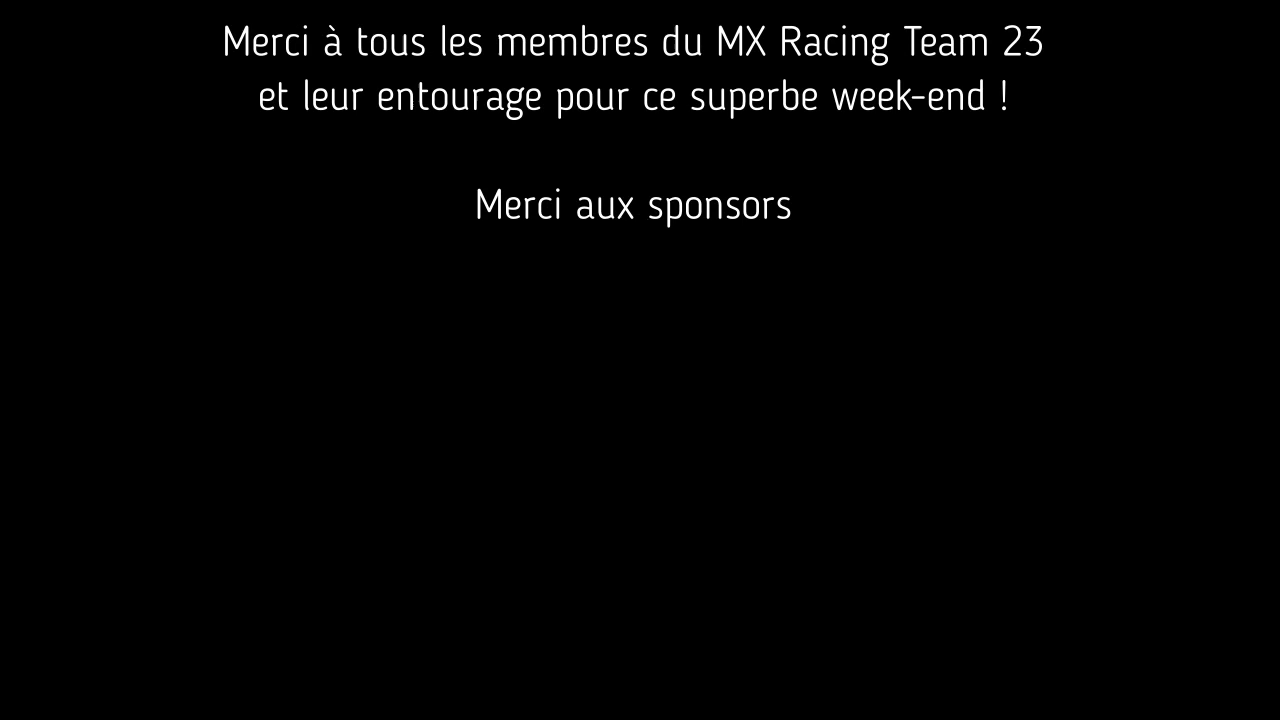 Merci à tous les membres du MX Racing Team 23
et leur entourage pour ce superbe week-end !
Merci aux sponsors